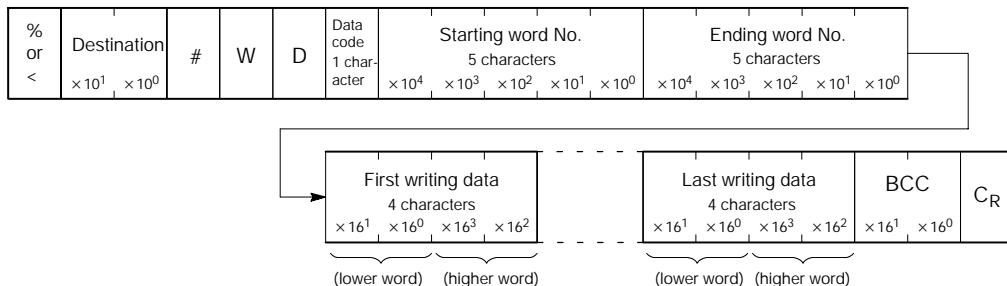 % or < Destination # W D Data code 1 char-acter Starting word No. 5 characters Ending word No. 5 characters
×10¹ ×10⁰ ×10⁴ ×10³ ×10² ×10¹ ×10⁰ ×10⁴ ×10³ ×10² ×10¹ ×10⁰
First writing data Last writing data BCC C_R
4 characters 4 characters
×16¹ ×16⁰ ×16³ ×16² ×16¹ ×16⁰ ×16³ ×16² ×16¹ ×16⁰
(lower word) (higher word) (lower word) (higher word)